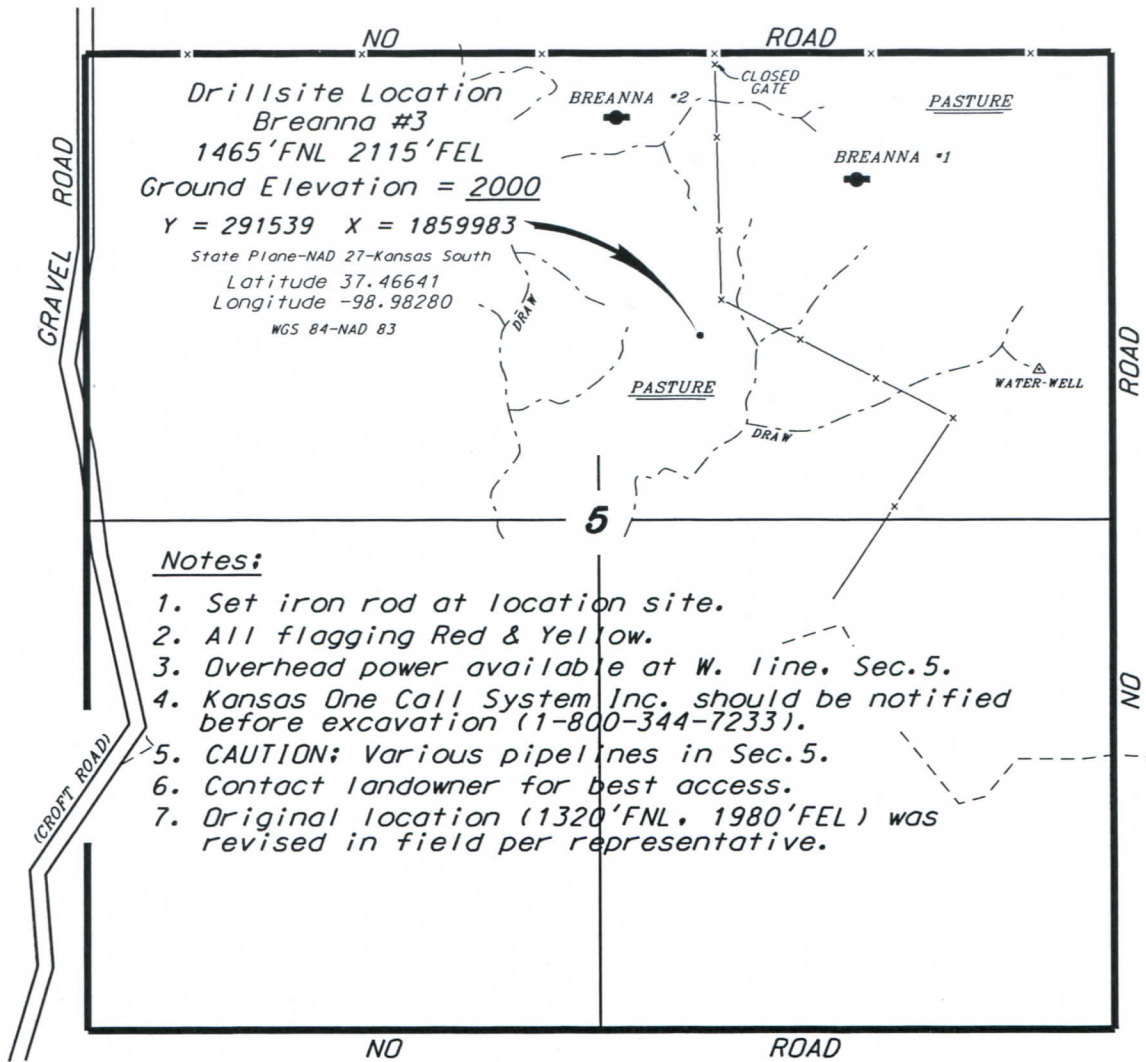 NO ROAD
Drillsite Location
Breanna #3
1465'FNL 2115'FEL
Ground Elevation = 2000
Y = 291539 X = 1859983
State Plane-NAD 27-Kansas South
Latitude 37.46641
Longitude -98.98280
WGS 84-NAD 83
CLOSED
GATE
BREANNA #2
PASTURE
BREANNA #1
GRAVEL ROAD
DRAW
PASTURE
WATER-WELL
DRAW
NO ROAD
5
Notes:
1. Set iron rod at location site.
2. All flagging Red & Yellow.
3. Overhead power available at W. line. Sec.5.
4. Kansas One Call System Inc. should be notified
before excavation (1-800-344-7233).
5. CAUTION: Various pipelines in Sec.5.
6. Contact landowner for best access.
7. Original location (1320'FNL. 1980'FEL) was
revised in field per representative.
(CROFT ROAD)
NO ROAD